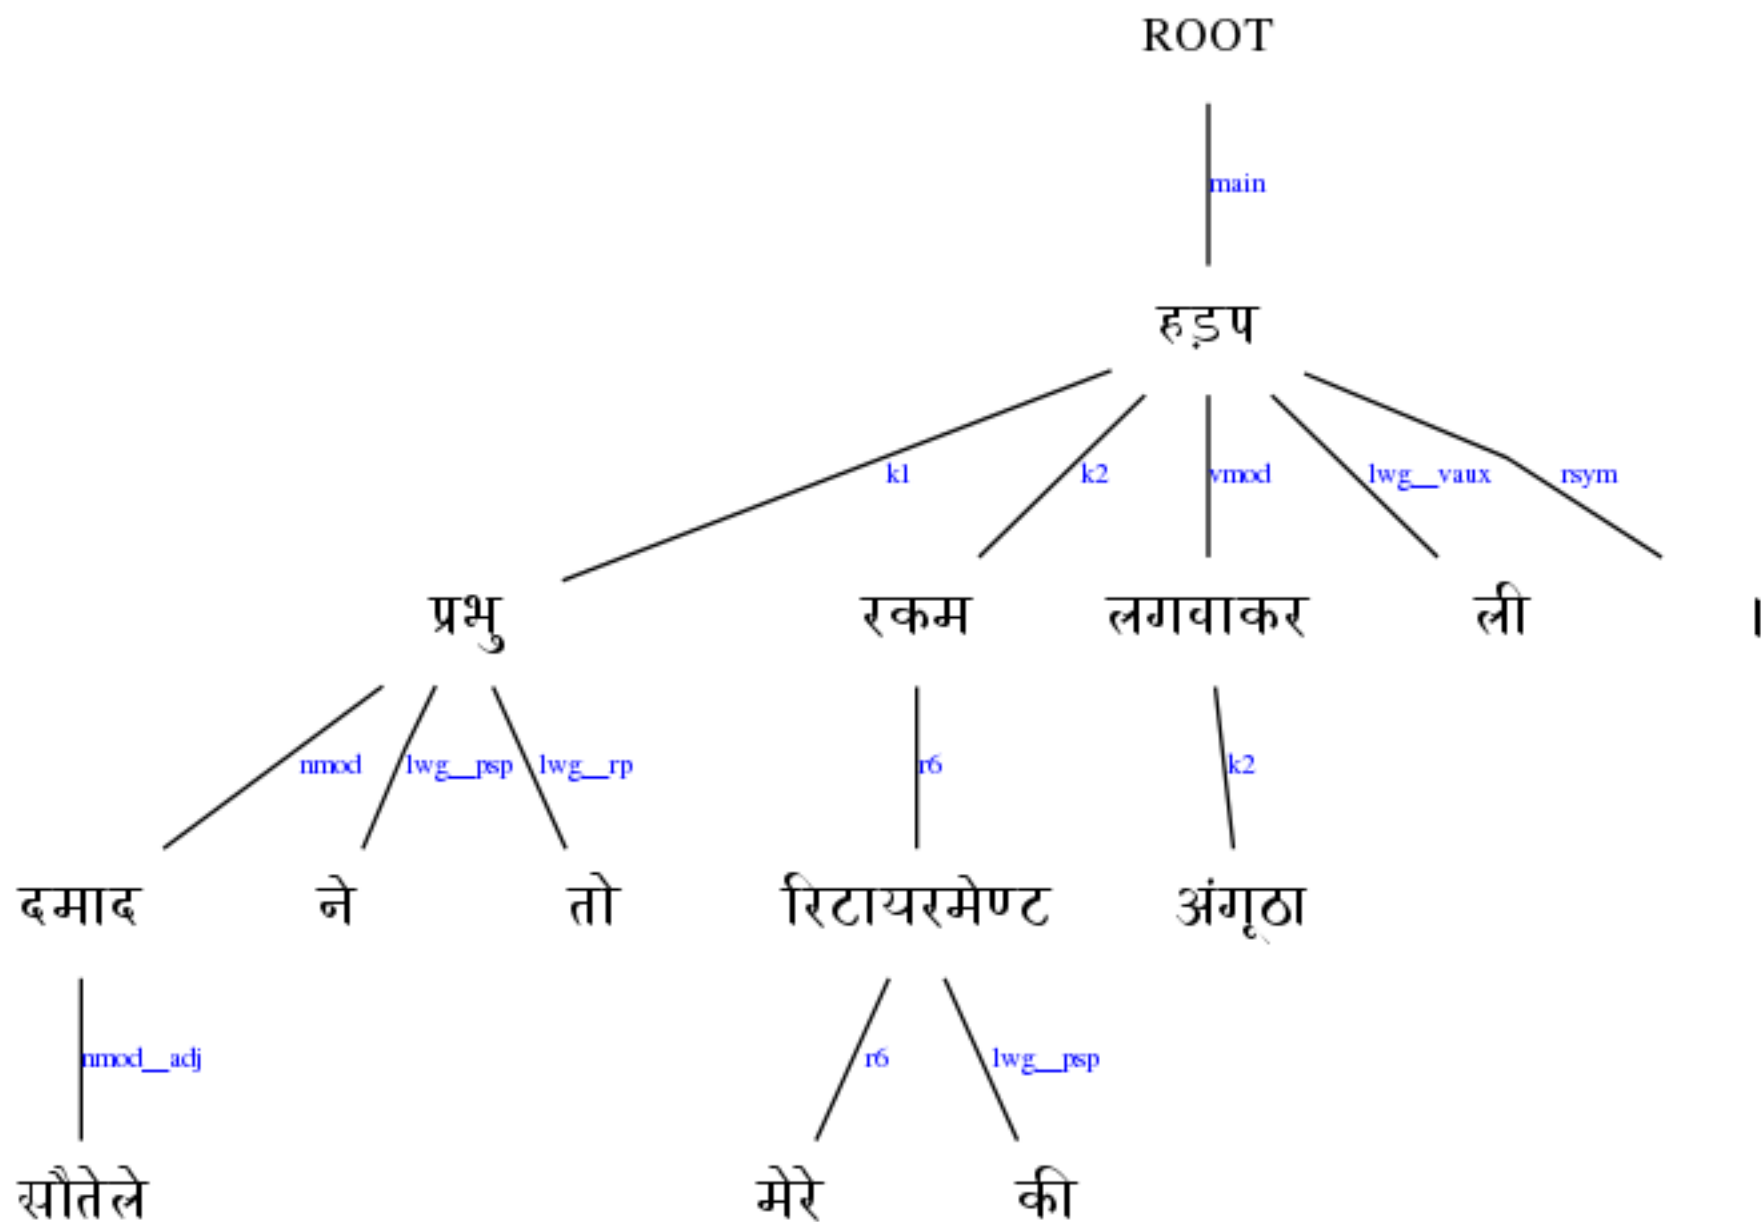 ROOT
main
हड़प
k1 k2 vmod lwg__vaux rsym
प्रभु रकम लगवाकर ली ।
nmod lwg__psp lwg__rp r6 k2
दमाद ने तो रिटायरमेण्ट अंगूठा
nmod__adj r6 lwg__psp
सौतेले मेरे की